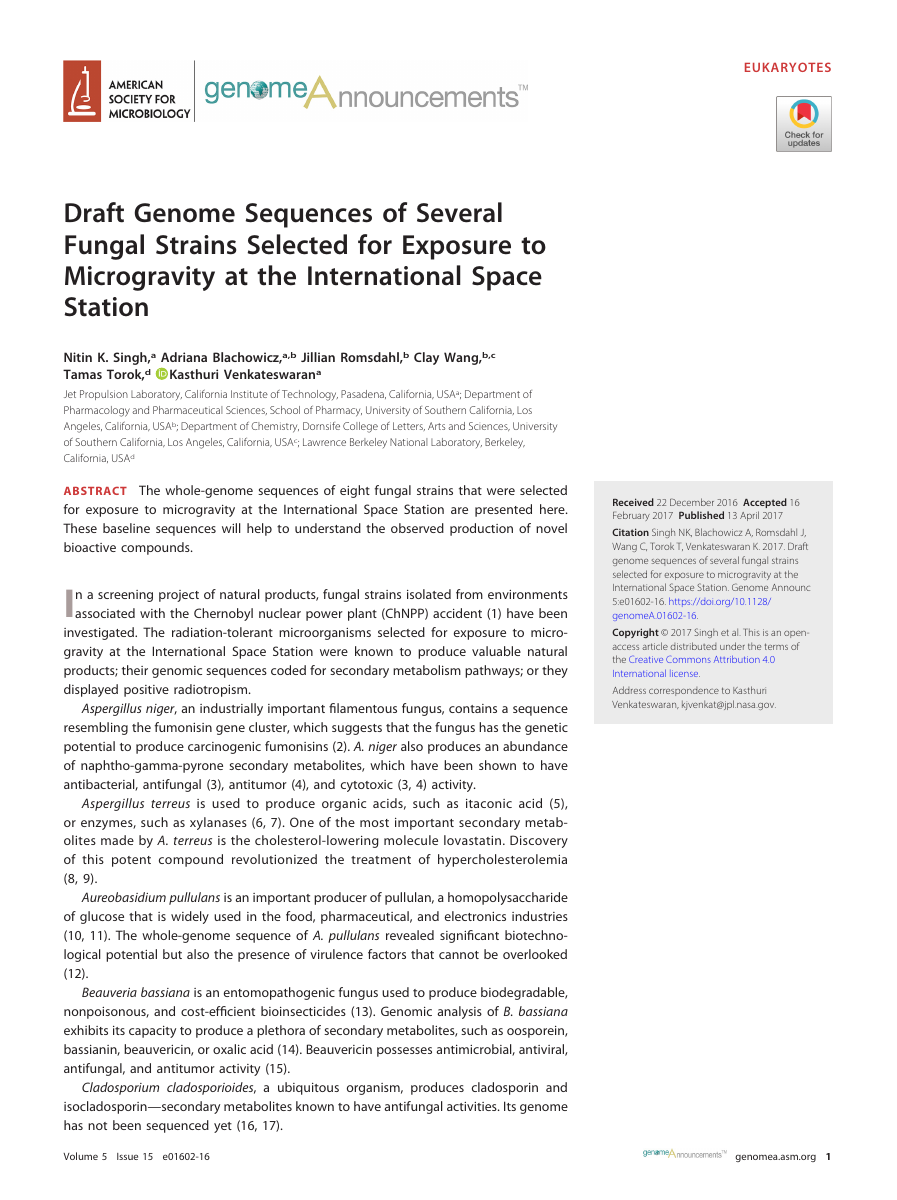 AMERICAN
SOCIETY FOR
MICROBIOLOGY
genomeAnnouncements™
EUKARYOTES
Check for
updates
Draft Genome Sequences of Several
Fungal Strains Selected for Exposure to
Microgravity at the International Space
Station
Nitin K. Singh,ᵃ Adriana Blachowicz,ᵃ,ᵇ Jillian Romsdahl,ᵇ Clay Wang,ᵇ,ᶜ
Tamas Torok,ᵈ iD Kasthuri Venkateswaranᵃ
Jet Propulsion Laboratory, California Institute of Technology, Pasadena, California, USAᵃ; Department of
Pharmacology and Pharmaceutical Sciences, School of Pharmacy, University of Southern California, Los
Angeles, California, USAᵇ; Department of Chemistry, Dornsife College of Letters, Arts and Sciences, University
of Southern California, Los Angeles, California, USAᶜ; Lawrence Berkeley National Laboratory, Berkeley,
California, USAᵈ
ABSTRACT The whole-genome sequences of eight fungal strains that were selected
for exposure to microgravity at the International Space Station are presented here.
These baseline sequences will help to understand the observed production of novel
bioactive compounds.
In a screening project of natural products, fungal strains isolated from environments
associated with the Chernobyl nuclear power plant (ChNPP) accident (1) have been
investigated. The radiation-tolerant microorganisms selected for exposure to micro-
gravity at the International Space Station were known to produce valuable natural
products; their genomic sequences coded for secondary metabolism pathways; or they
displayed positive radiotropism.
Aspergillus niger, an industrially important filamentous fungus, contains a sequence
resembling the fumonisin gene cluster, which suggests that the fungus has the genetic
potential to produce carcinogenic fumonisins (2). A. niger also produces an abundance
of naphtho-gamma-pyrone secondary metabolites, which have been shown to have
antibacterial, antifungal (3), antitumor (4), and cytotoxic (3, 4) activity.
Aspergillus terreus is used to produce organic acids, such as itaconic acid (5),
or enzymes, such as xylanases (6, 7). One of the most important secondary metab-
olites made by A. terreus is the cholesterol-lowering molecule lovastatin. Discovery
of this potent compound revolutionized the treatment of hypercholesterolemia
(8, 9).
Aureobasidium pullulans is an important producer of pullulan, a homopolysaccharide
of glucose that is widely used in the food, pharmaceutical, and electronics industries
(10, 11). The whole-genome sequence of A. pullulans revealed significant biotechno-
logical potential but also the presence of virulence factors that cannot be overlooked
(12).
Beauveria bassiana is an entomopathogenic fungus used to produce biodegradable,
nonpoisonous, and cost-efficient bioinsecticides (13). Genomic analysis of B. bassiana
exhibits its capacity to produce a plethora of secondary metabolites, such as oosporein,
bassianin, beauvericin, or oxalic acid (14). Beauvericin possesses antimicrobial, antiviral,
antifungal, and antitumor activity (15).
Cladosporium cladosporioides, a ubiquitous organism, produces cladosporin and
isocladosporin—secondary metabolites known to have antifungal activities. Its genome
has not been sequenced yet (16, 17).
Received 22 December 2016 Accepted 16
February 2017 Published 13 April 2017
Citation Singh NK, Blachowicz A, Romsdahl J,
Wang C, Torok T, Venkateswaran K. 2017. Draft
genome sequences of several fungal strains
selected for exposure to microgravity at the
International Space Station. Genome Announc
5:e01602-16. https://doi.org/10.1128/
genomeA.01602-16.
Copyright © 2017 Singh et al. This is an open-
access article distributed under the terms of
the Creative Commons Attribution 4.0
International license.
Address correspondence to Kasthuri
Venkateswaran, kjvenkat@jpl.nasa.gov.
Volume 5 Issue 15 e01602-16
genomeAnnouncements™ genomea.asm.org 1